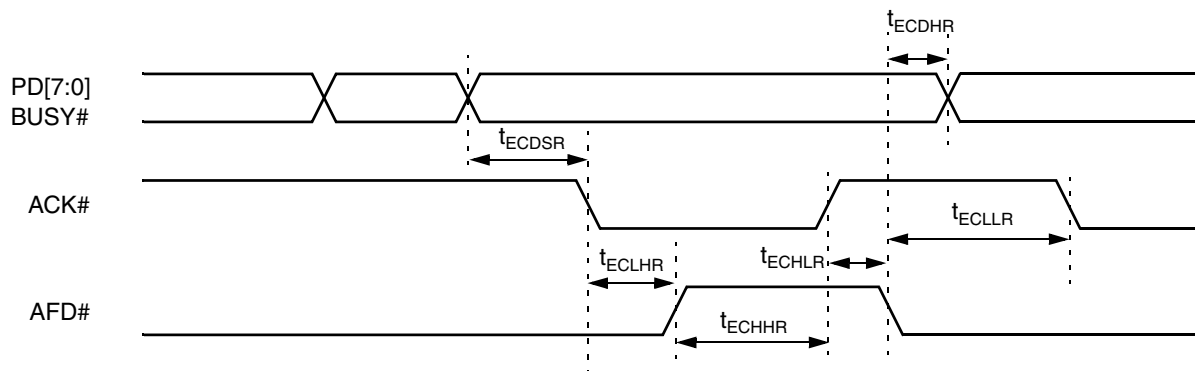 tECDHR
PD[7:0]
BUSY#
tECDSR
ACK#
tECLLR
tECLHR
tECHLR
AFD#
tECHHR